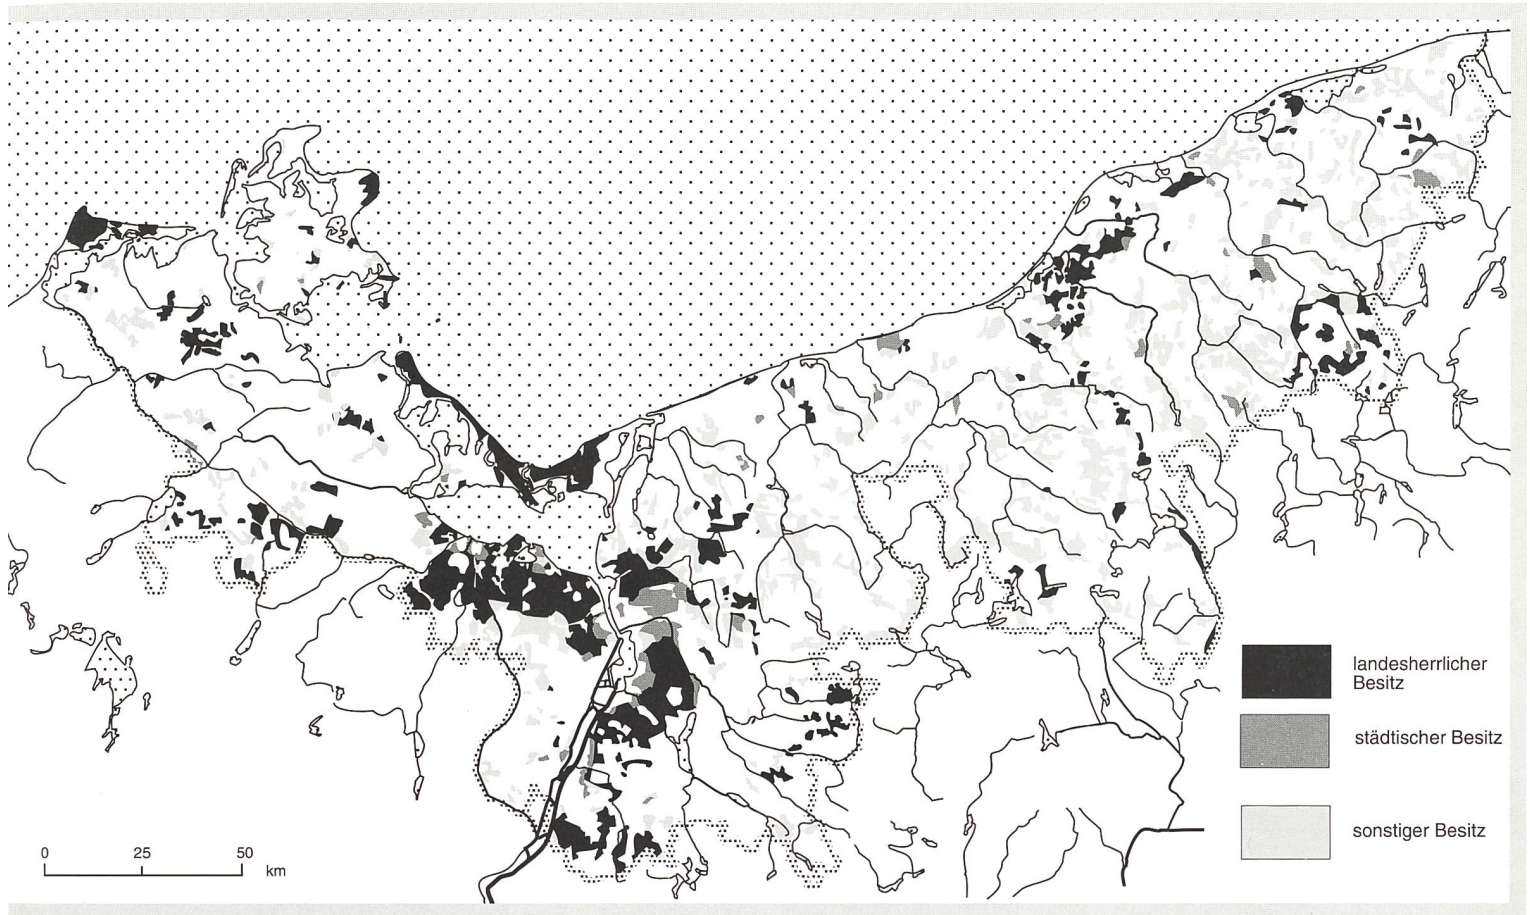 landesherrlicher
Besitz
städtischer Besitz
sonstiger Besitz
0 25 50
km